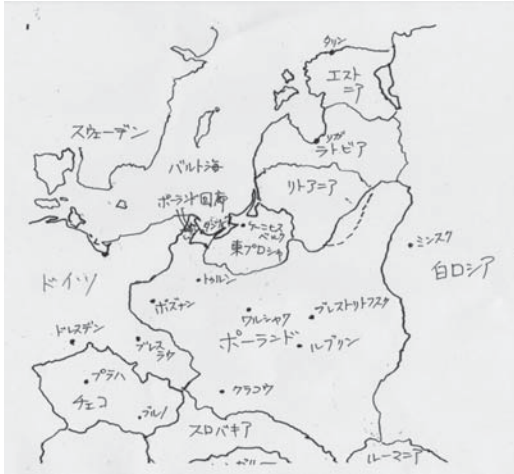 タリン
エスト
ニア
スウェーデン
リガ
ラトビア
バルト海
リトアニア
ポーランド回廊
ケーニヒス
ベルク
東プロシャ
ミンスク
白ロシア
ドイツ
トゥルン
ポズナン
ワルシャワ
ブレストリトフスク
ポーランド
ルブリン
ドレスデン
ブレス
ラウ
プラハ
チェコ
ブルノ
クラコウ
スロバキア
ルーマニア